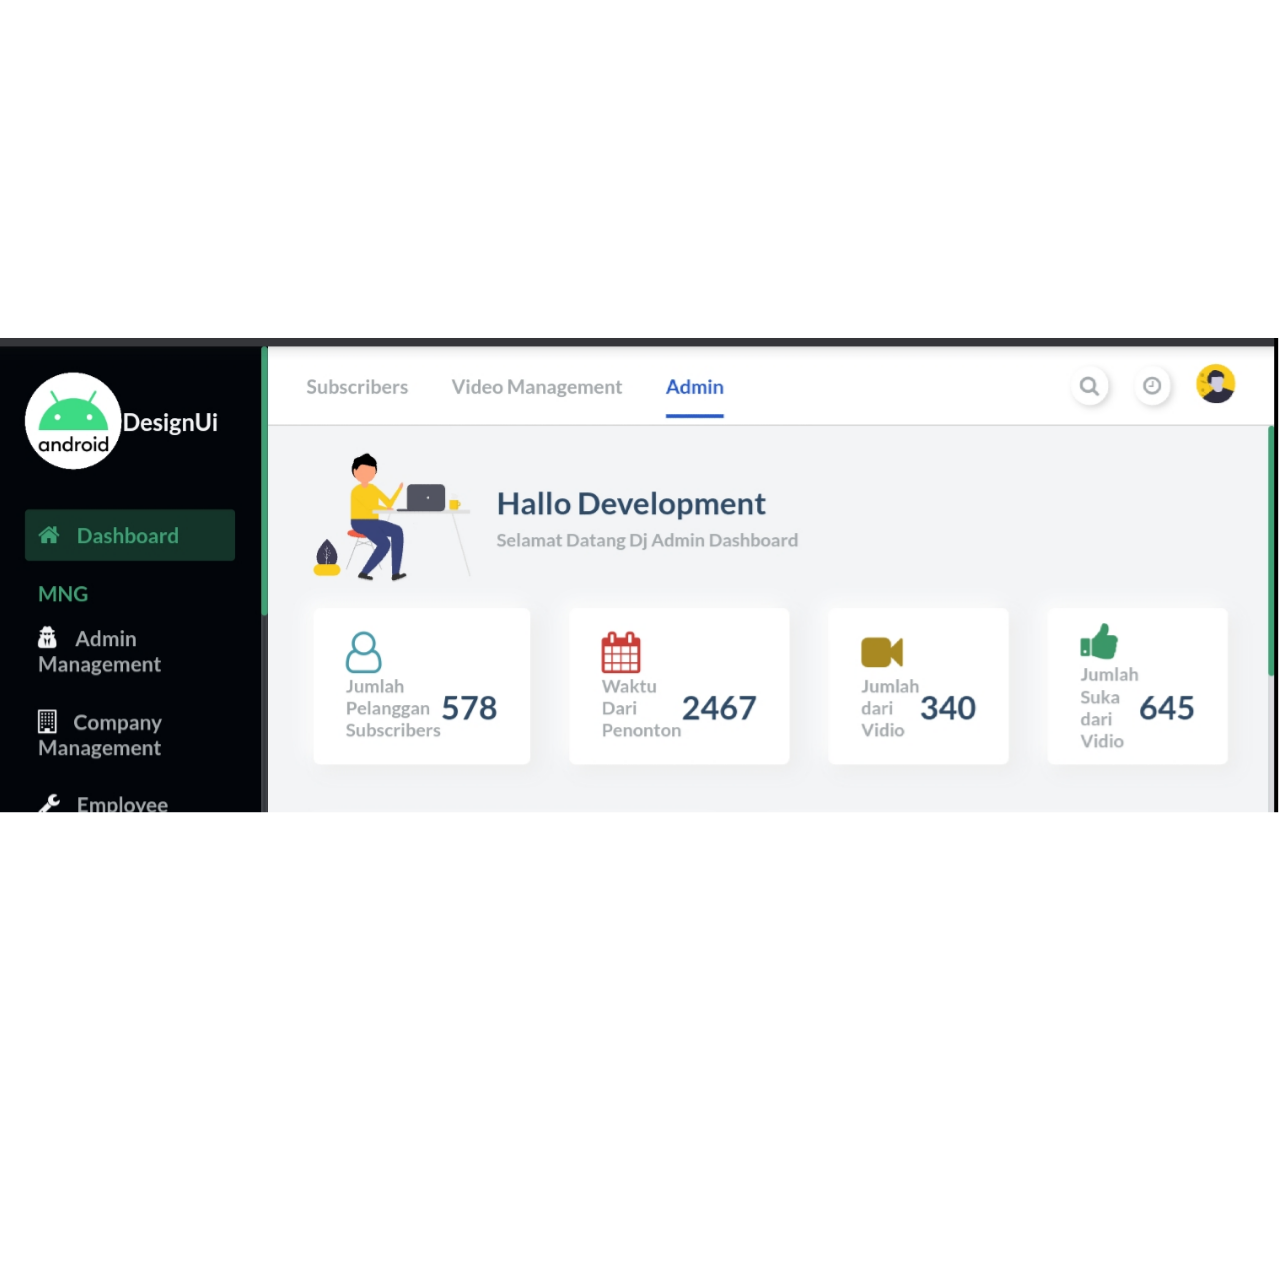 android
DesignUi
Dashboard
MNG
Admin
Management
Company
Management
Employee
Subscribers
Video Management
Admin
Hallo Development
Selamat Datang Dj Admin Dashboard
Jumlah
Pelanggan
Subscribers
578
Waktu
Dari
Penonton
2467
Jumlah
dari
Vidio
340
Jumlah
Suka
dari
Vidio
645